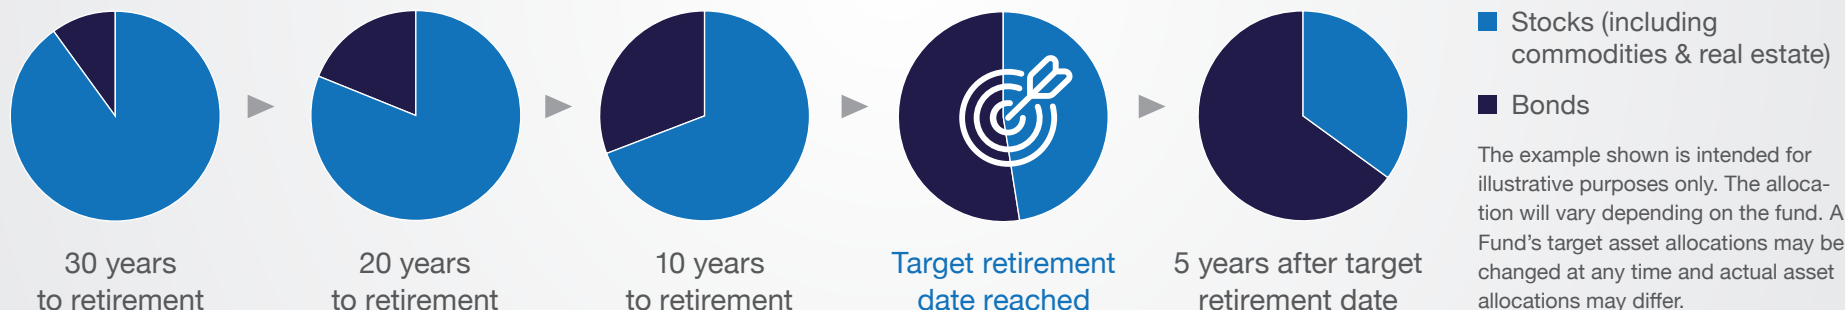 Stocks (including
commodities & real estate)
Bonds
The example shown is intended for
illustrative purposes only. The alloca-
tion will vary depending on the fund. A
Fund’s target asset allocations may be
changed at any time and actual asset
allocations may differ.
30 years
to retirement
20 years
to retirement
10 years
to retirement
Target retirement
date reached
5 years after target
retirement date